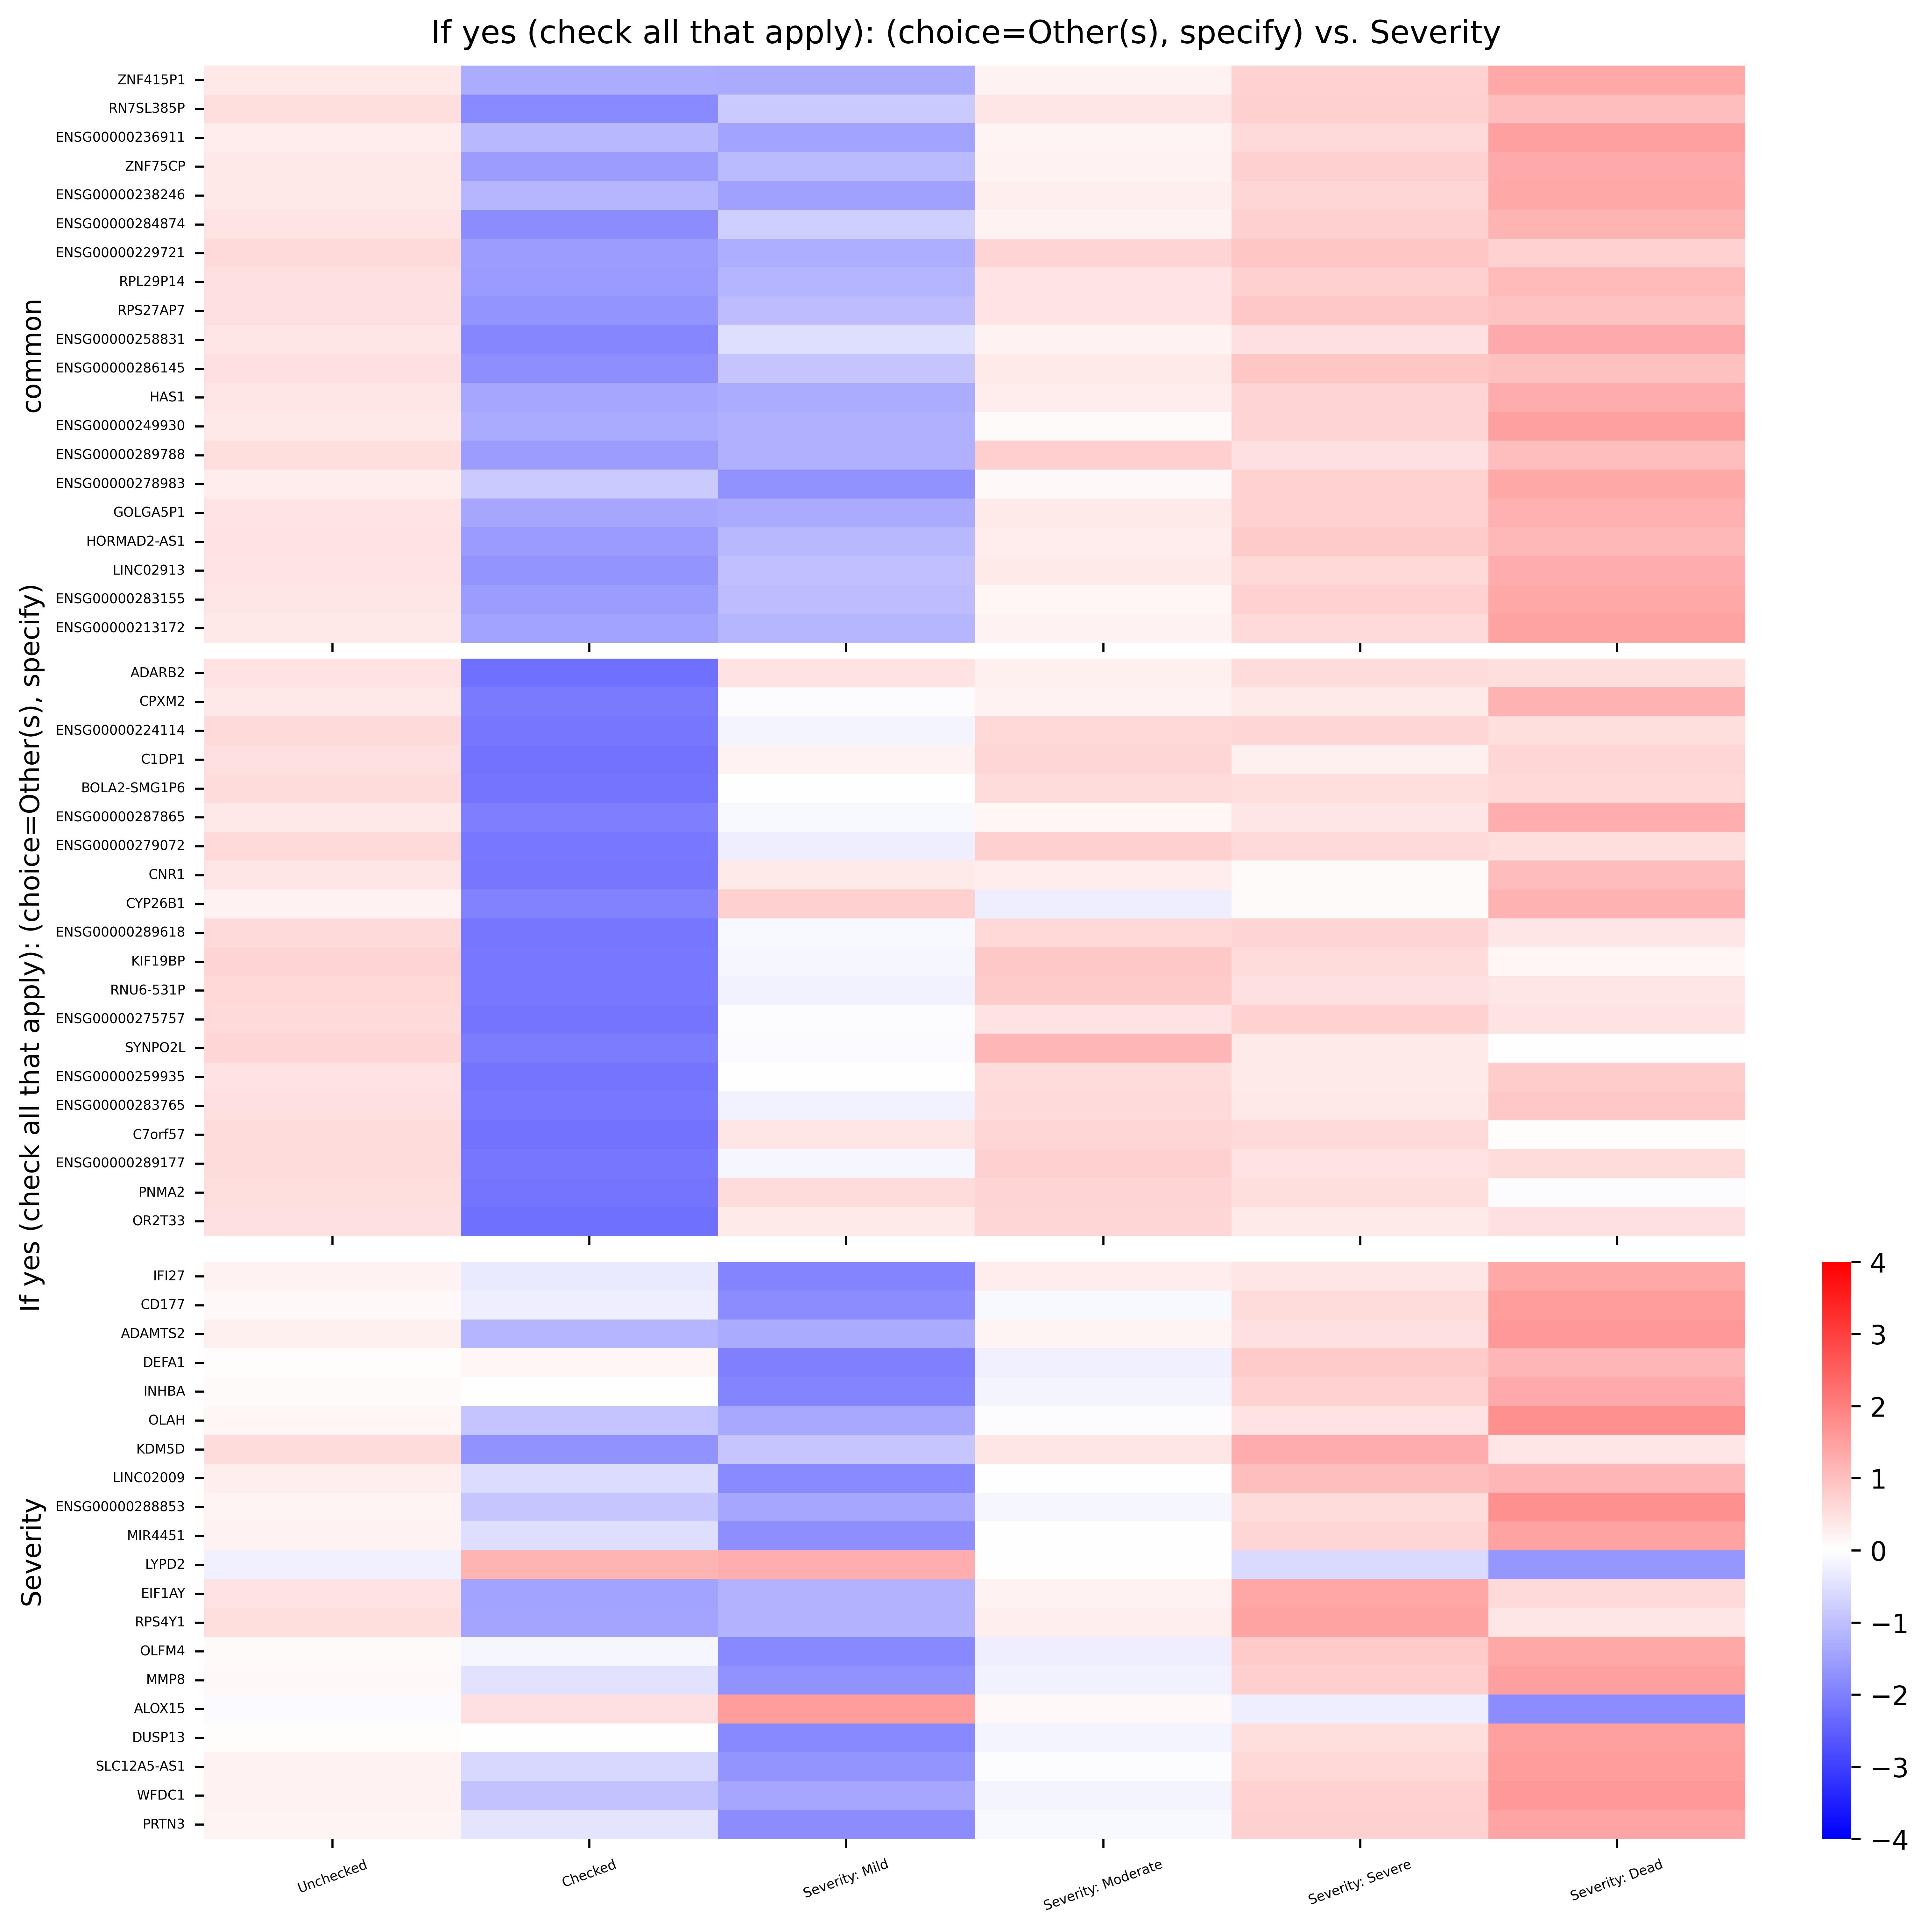 If yes (check all that apply): (choice=Other(s), specify) vs. Severity
common
ZNF415P1
RN7SL385P
ENSG00000236911
ZNF75CP
ENSG00000238246
ENSG00000284874
ENSG00000229721
RPL29P14
RPS27AP7
ENSG00000258831
ENSG00000286145
HAS1
ENSG00000249930
ENSG00000289788
ENSG00000278983
GOLGA5P1
HORMAD2-AS1
LINC02913
ENSG00000283155
ENSG00000213172
If yes (check all that apply): (choice=Other(s), specify)
ADARB2
CPXM2
ENSG00000224114
C1DP1
BOLA2-SMG1P6
ENSG00000287865
ENSG00000279072
CNR1
CYP26B1
ENSG00000289618
KIF19BP
RNU6-531P
ENSG00000275757
SYNPO2L
ENSG00000259935
ENSG00000283765
C7orf57
ENSG00000289177
PNMA2
OR2T33
Severity
IFI27
CD177
ADAMTS2
DEFA1
INHBA
OLAH
KDM5D
LINC02009
ENSG00000288853
MIR4451
LYPD2
EIF1AY
RPS4Y1
OLFM4
MMP8
ALOX15
DUSP13
SLC12A5-AS1
WFDC1
PRTN3
Unchecked
Checked
Severity: Mild
Severity: Moderate
Severity: Severe
Severity: Dead
4
3
2
1
0
−1
−2
−3
−4